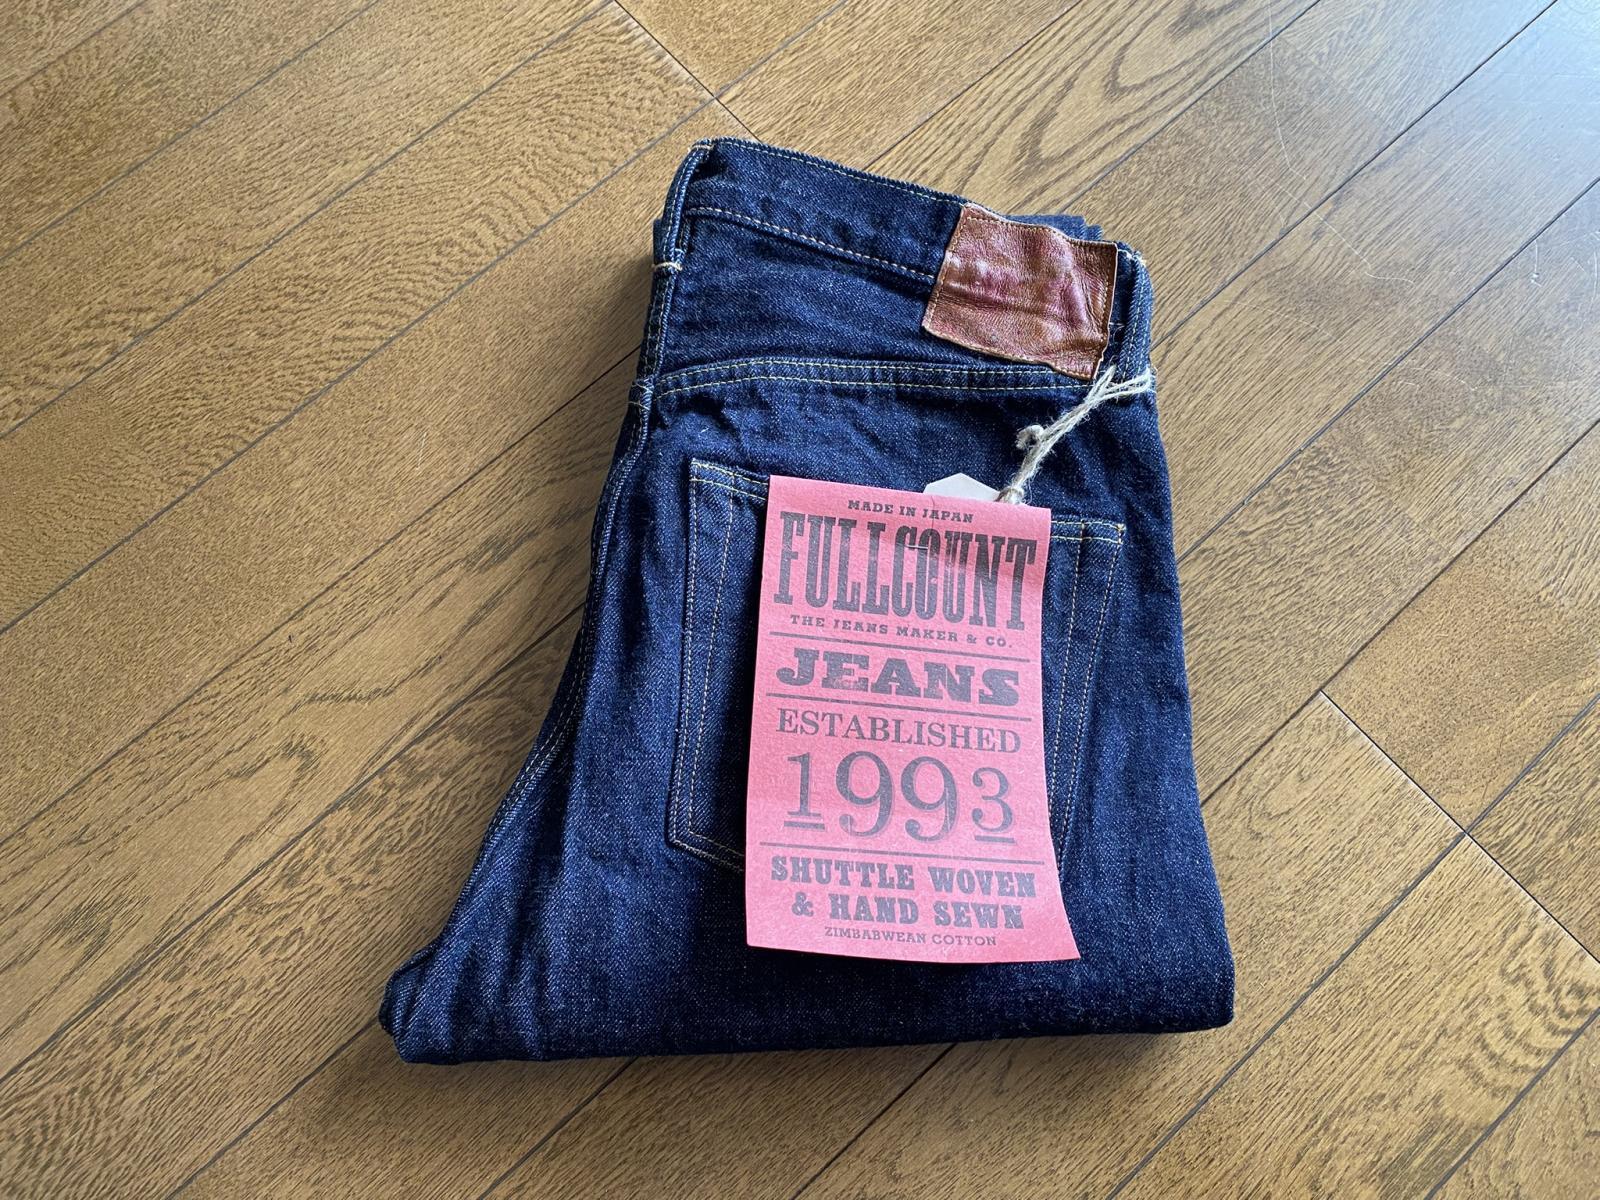 MADE IN JAPAN
FULLCOUNT
THE JEANS MAKER & CO.
JEANS
ESTABLISHED
1993
SHUTTLE WOVEN
& HAND SEWN
ZIMBABWEAN COTTON